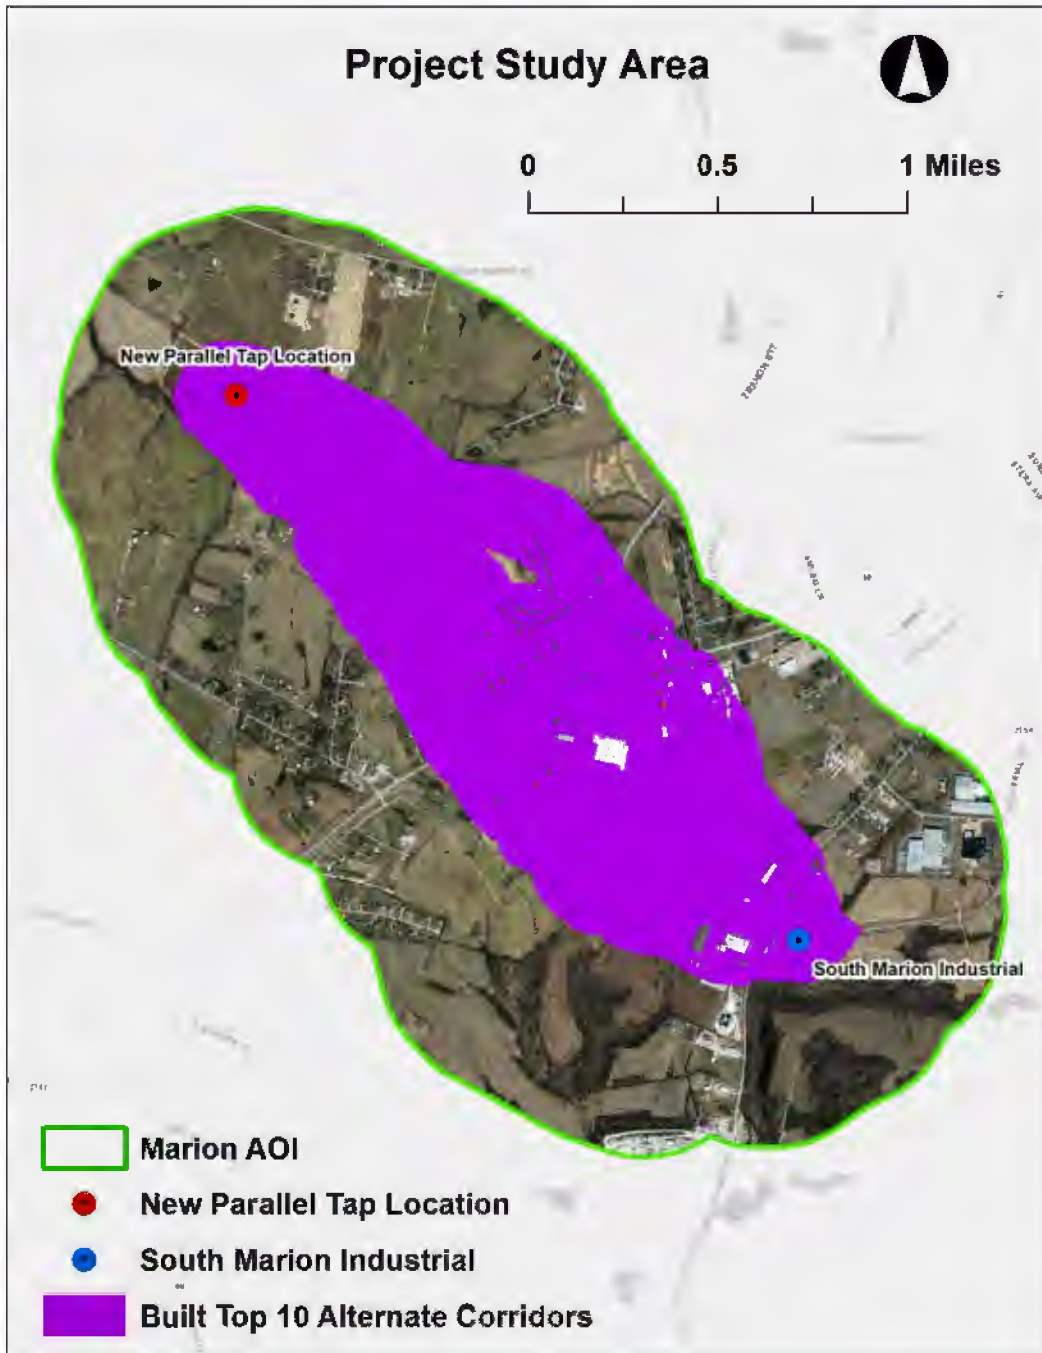 Project Study Area
0 0.5 1 Miles
New Parallel Tap Location
South Marion Industrial
Marion AOI
New Parallel Tap Location
South Marion Industrial
Built Top 10 Alternate Corridors